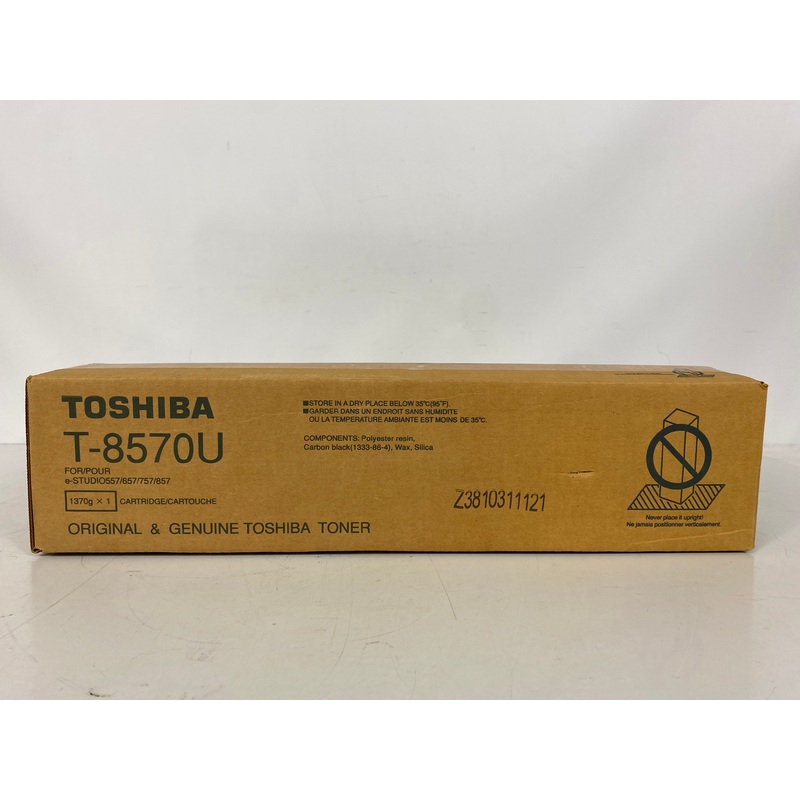 TOSHIBA
T-8570U
FOR/POUR
e-STUDIO557/657/757/857
1370g × 1 CARTRIDGE/CARTOUCHE
ORIGINAL & GENUINE TOSHIBA TONER
■STORE IN A DRY PLACE BELOW 35°C(95°F)
■GARDER DANS UN ENDROIT SANS HUMIDITE
OU LA TEMPERATURE AMBIANTE EST MOINS DE 35°C.
COMPONENTS: Polyester resin,
Carbon black(1333-86-4), Wax, Silica
Z3810311121
Never place it upright!
Ne jamais positionner verticalement.